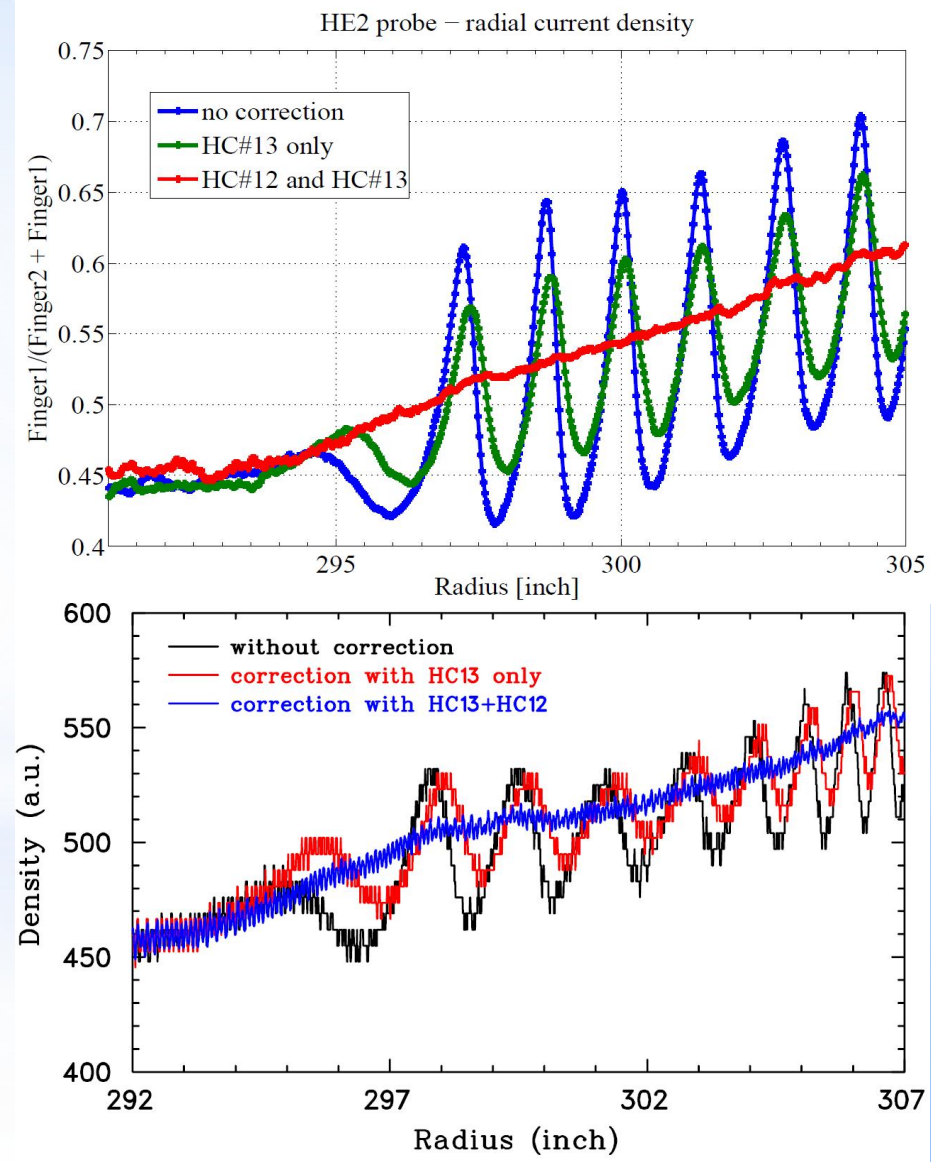 HE2 probe − radial current density
0.75
0.7
0.65
0.6
0.55
0.5
0.45
0.4
Finger1/(Finger2 + Finger1)
no correction
HC#13 only
HC#12 and HC#13
295
300
305
Radius [inch]
600
550
500
450
400
Density (a.u.)
without correction
correction with HC13 only
correction with HC13+HC12
292
297
302
307
Radius (inch)